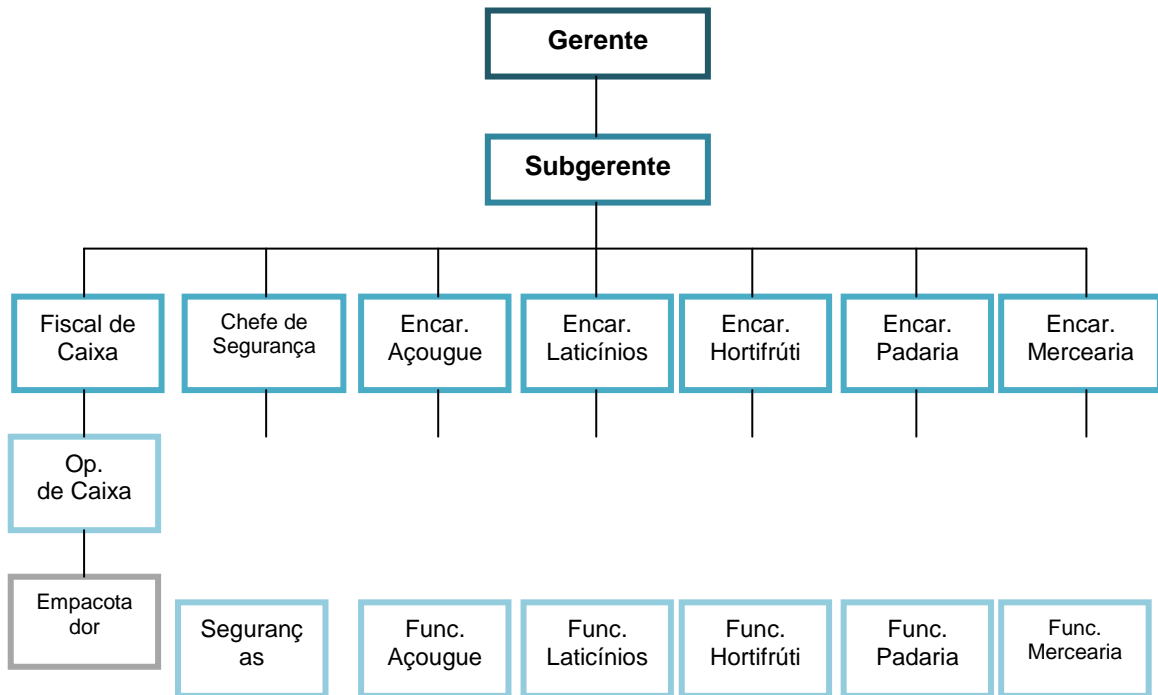 Gerente
Subgerente
Fiscal de
Caixa
Chefe de
Segurança
Encar.
Açougue
Encar.
Laticínios
Encar.
Hortifrúti
Encar.
Padaria
Encar.
Mercearia
Op.
de Caixa
Empacota
dor
Seguranç
as
Func.
Açougue
Func.
Laticínios
Func.
Hortifrúti
Func.
Padaria
Func.
Mercearia